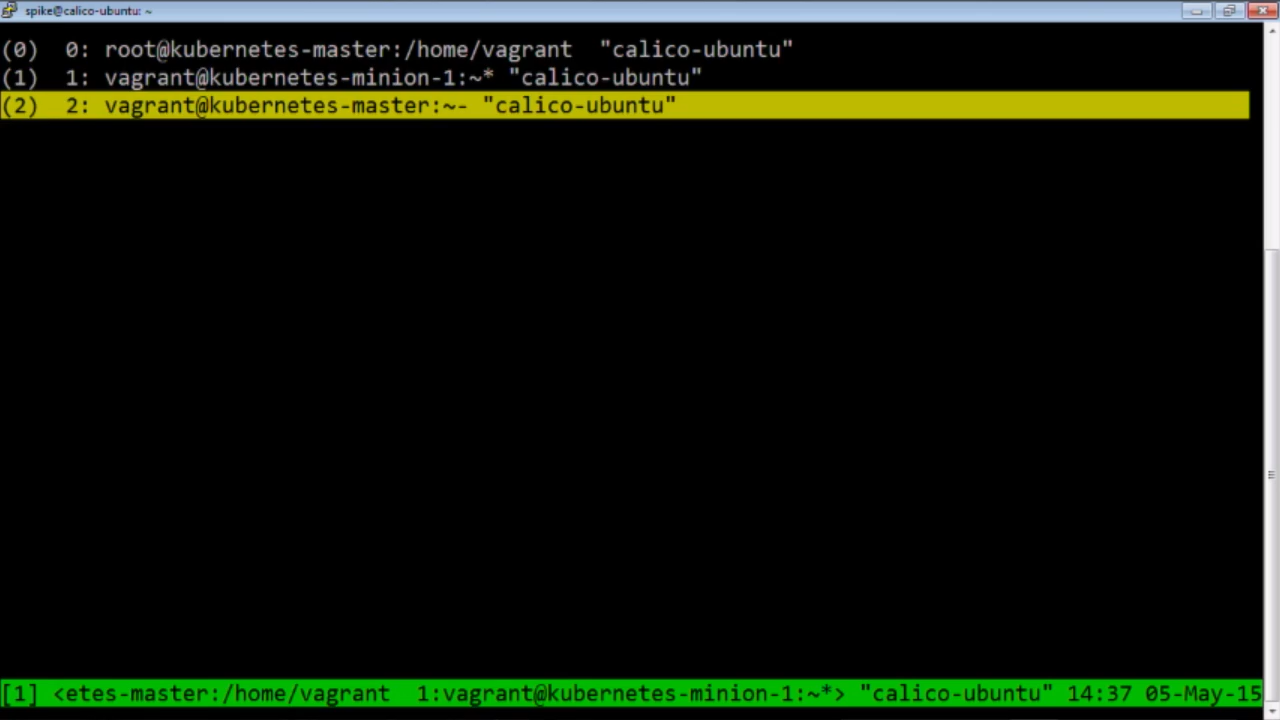 spike@calico-ubuntu: ~
(0)  0: root@kubernetes-master:/home/vagrant  "calico-ubuntu"
(1)  1: vagrant@kubernetes-minion-1:~* "calico-ubuntu"
(2)  2: vagrant@kubernetes-master:~- "calico-ubuntu"
[1] <etes-master:/home/vagrant  1:vagrant@kubernetes-minion-1:~*> "calico-ubuntu" 14:37 05-May-15